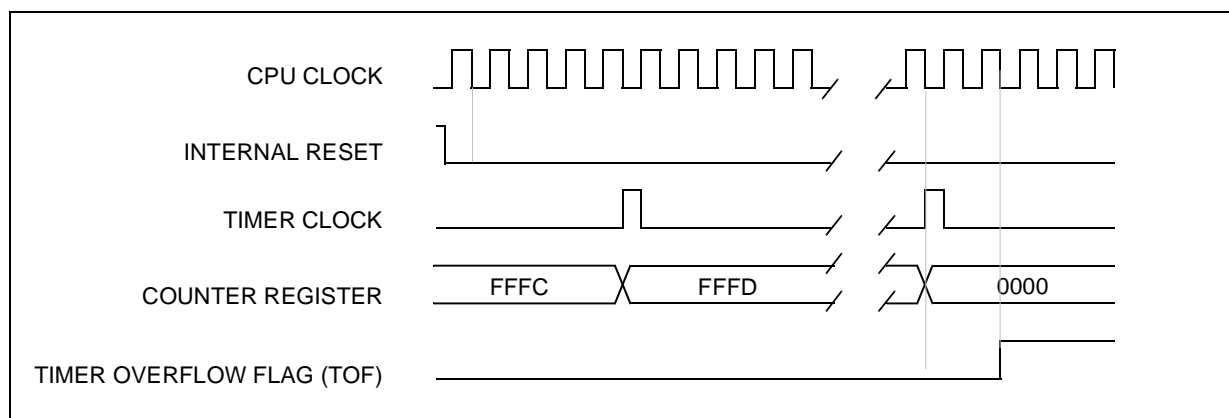 CPU CLOCK
INTERNAL RESET
TIMER CLOCK
COUNTER REGISTER FFFC FFFD 0000
TIMER OVERFLOW FLAG (TOF)